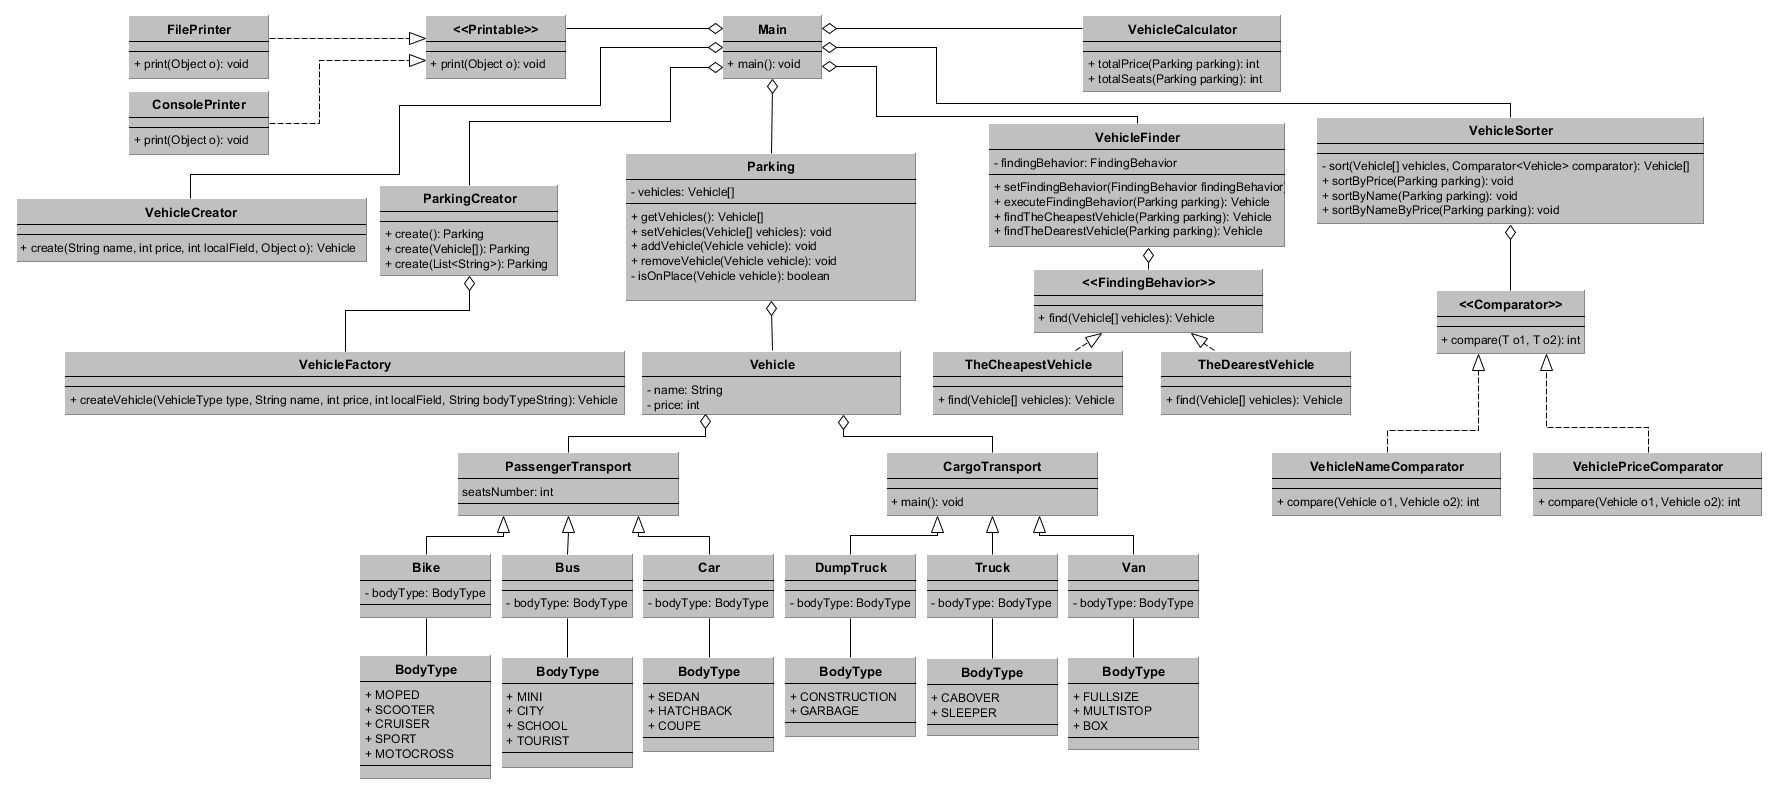 FilePrinter
+ print(Object o): void
<<Printable>>
+ print(Object o): void
Main
+ main(): void
VehicleCalculator
+ totalPrice(Parking parking): int
+ totalSeats(Parking parking): int
ConsolePrinter
+ print(Object o): void
VehicleCreator
+ create(String name, int price, int localField, Object o): Vehicle
ParkingCreator
+ create(): Parking
+ create(Vehicle[]): Parking
+ create(List<String>): Parking
Parking
- vehicles: Vehicle[]
+ getVehicles(): Vehicle[]
+ setVehicles(Vehicle[] vehicles): void
+ addVehicle(Vehicle vehicle): void
+ removeVehicle(Vehicle vehicle): void
- isOnPlace(Vehicle vehicle): boolean
VehicleFinder
- findingBehavior: FindingBehavior
+ setFindingBehavior(FindingBehavior findingBehavior
+ executeFindingBehavior(Parking parking): Vehicle
+ findTheCheapestVehicle(Parking parking): Vehicle
+ findTheDearestVehicle(Parking parking): Vehicle
VehicleSorter
- sort(Vehicle[] vehicles, Comparator<Vehicle> comparator): Vehicle[]
+ sortByPrice(Parking parking): void
+ sortByName(Parking parking): void
+ sortByNameByPrice(Parking parking): void
<<FindingBehavior>>
+ find(Vehicle[] vehicles): Vehicle
<<Comparator>>
+ compare(T o1, T o2): int
VehicleFactory
+ createVehicle(VehicleType type, String name, int price, int localField, String bodyTypeString): Vehicle
Vehicle
- name: String
- price: int
TheCheapestVehicle
+ find(Vehicle[] vehicles): Vehicle
TheDearestVehicle
+ find(Vehicle[] vehicles): Vehicle
PassengerTransport
seatsNumber: int
CargoTransport
+ main(): void
VehicleNameComparator
+ compare(Vehicle o1, Vehicle o2): int
VehiclePriceComparator
+ compare(Vehicle o1, Vehicle o2): int
Bike
- bodyType: BodyType
Bus
- bodyType: BodyType
Car
- bodyType: BodyType
DumpTruck
- bodyType: BodyType
Truck
- bodyType: BodyType
Van
- bodyType: BodyType
BodyType
+ MOPED
+ SCOOTER
+ CRUISER
+ SPORT
+ MOTOCROSS
BodyType
+ MINI
+ CITY
+ SCHOOL
+ TOURIST
BodyType
+ SEDAN
+ HATCHBACK
+ COUPE
BodyType
+ CONSTRUCTION
+ GARBAGE
BodyType
+ CABOVER
+ SLEEPER
BodyType
+ FULLSIZE
+ MULTISTOP
+ BOX